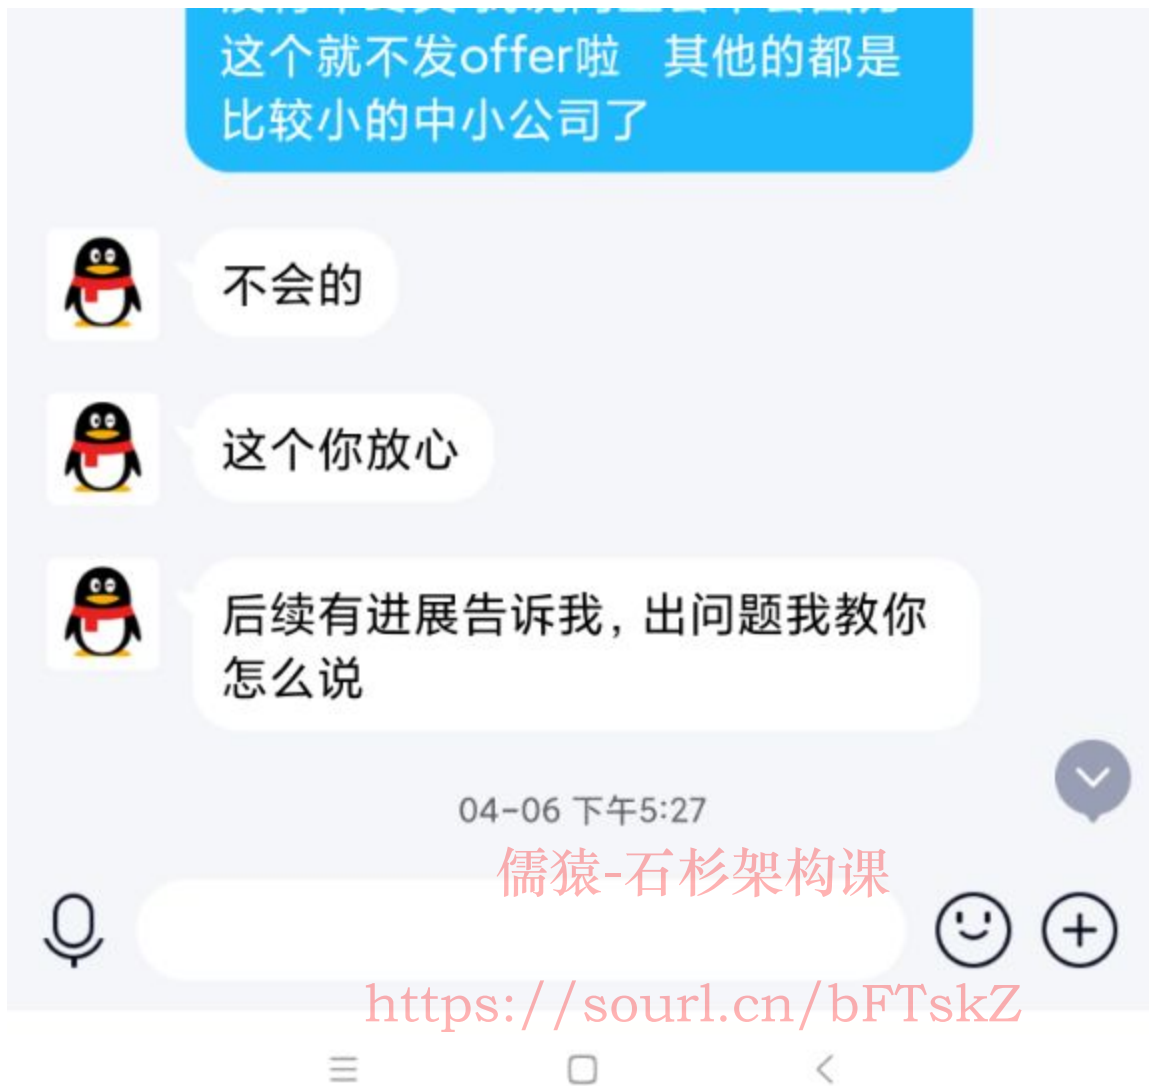 这个就不发offer啦 其他的都是
比较小的中小公司了
不会的
这个你放心
后续有进展告诉我，出问题我教你
怎么说
04-06 下午5:27
儒猿-石杉架构课
https://sourl.cn/bFTskZ